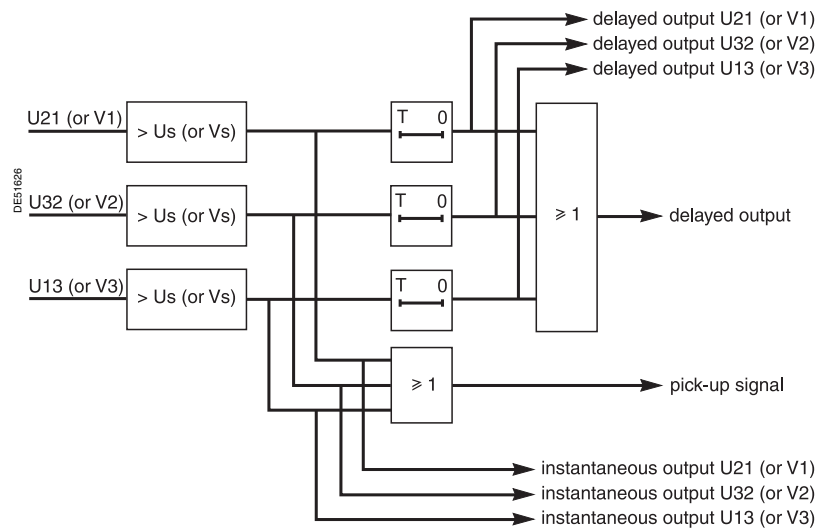 delayed output U21 (or V1)
delayed output U32 (or V2)
delayed output U13 (or V3)
U21 (or V1)
> Us (or Vs)
T 0
DE51626
U32 (or V2)
> Us (or Vs)
T 0
⩾ 1
delayed output
U13 (or V3)
> Us (or Vs)
T 0
⩾ 1
pick-up signal
instantaneous output U21 (or V1)
instantaneous output U32 (or V2)
instantaneous output U13 (or V3)